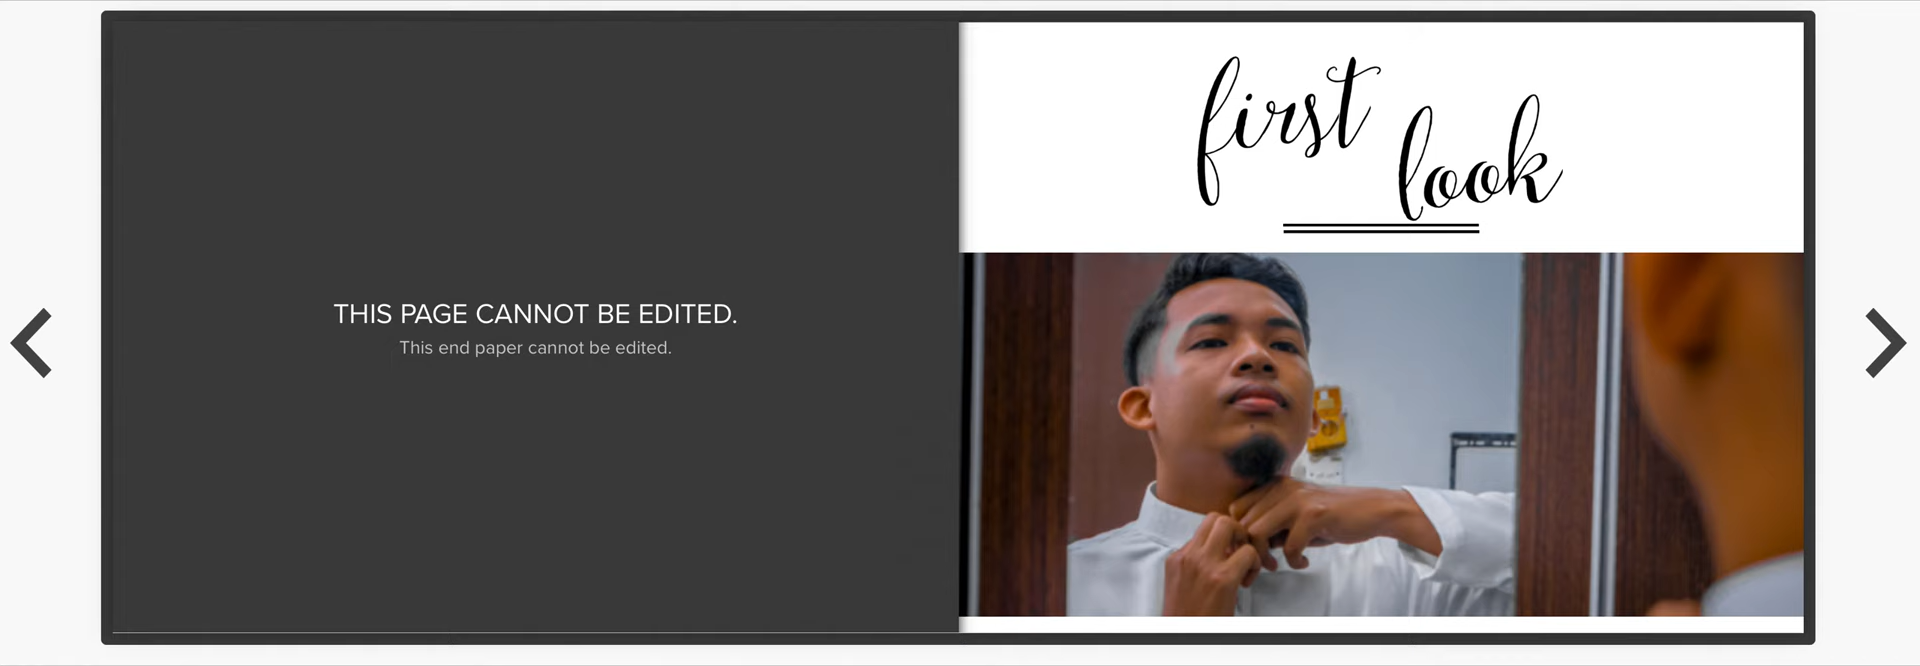 THIS PAGE CANNOT BE EDITED.
This end paper cannot be edited.
first
look